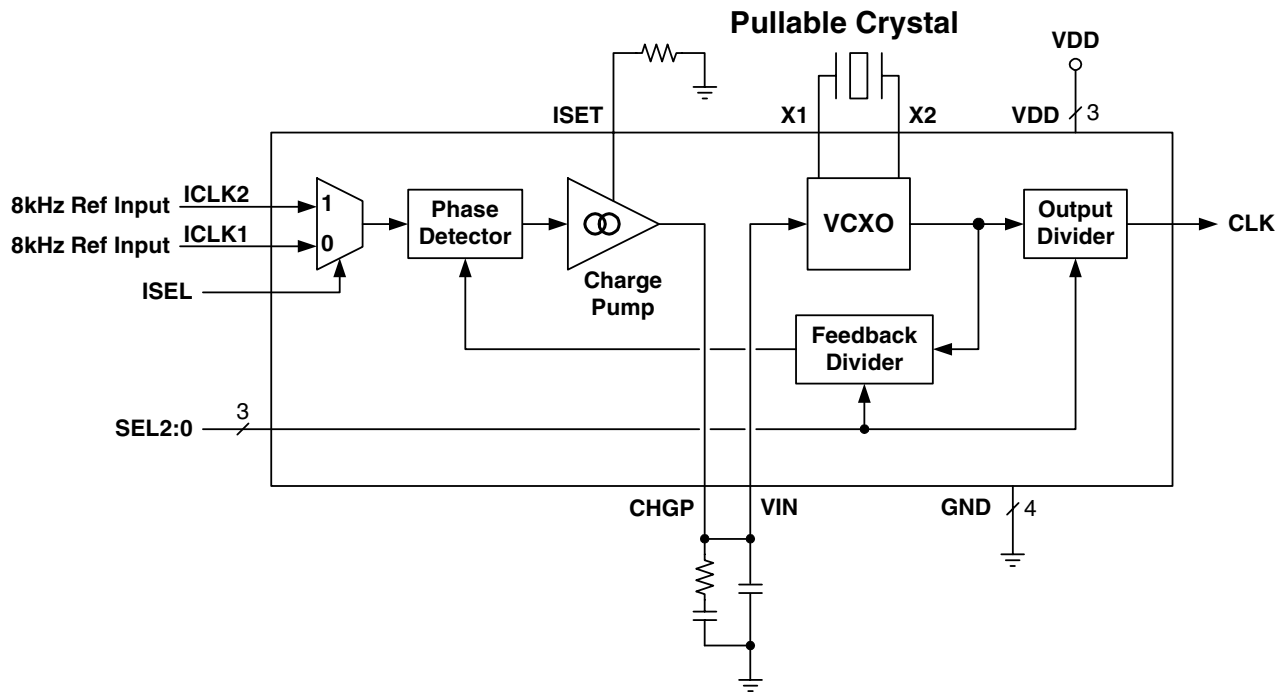 Pullable Crystal
VDD
ISET
X1
X2
VDD
3
8kHz Ref Input
ICLK2
1
8kHz Ref Input
ICLK1
0
Phase
Detector
Charge
Pump
VCXO
Output
Divider
CLK
ISEL
Feedback
Divider
SEL2:0
3
CHGP
VIN
GND
4